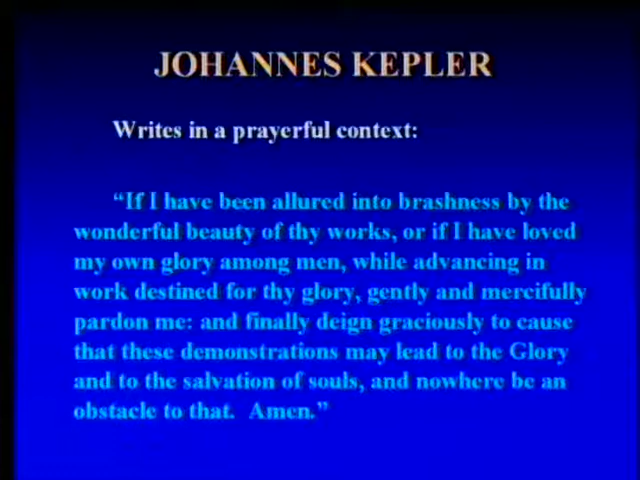 JOHANNES KEPLER
Writes in a prayerful context:
“If I have been allured into brashness by the
wonderful beauty of thy works, or if I have loved
my own glory among men, while advancing in
work destined for thy glory, gently and mercifully
pardon me: and finally deign graciously to cause
that these demonstrations may lead to the Glory
and to the salvation of souls, and nowhere be an
obstacle to that.  Amen.”